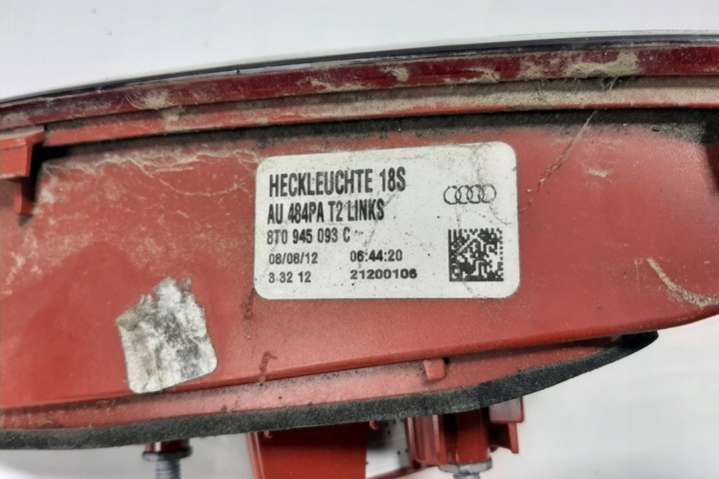 HECKLEUCHTE 18S
AU 484PA T2 LINKS
8T0 945 093 C
08/08/12 06:44:20
3 32 12 21200106